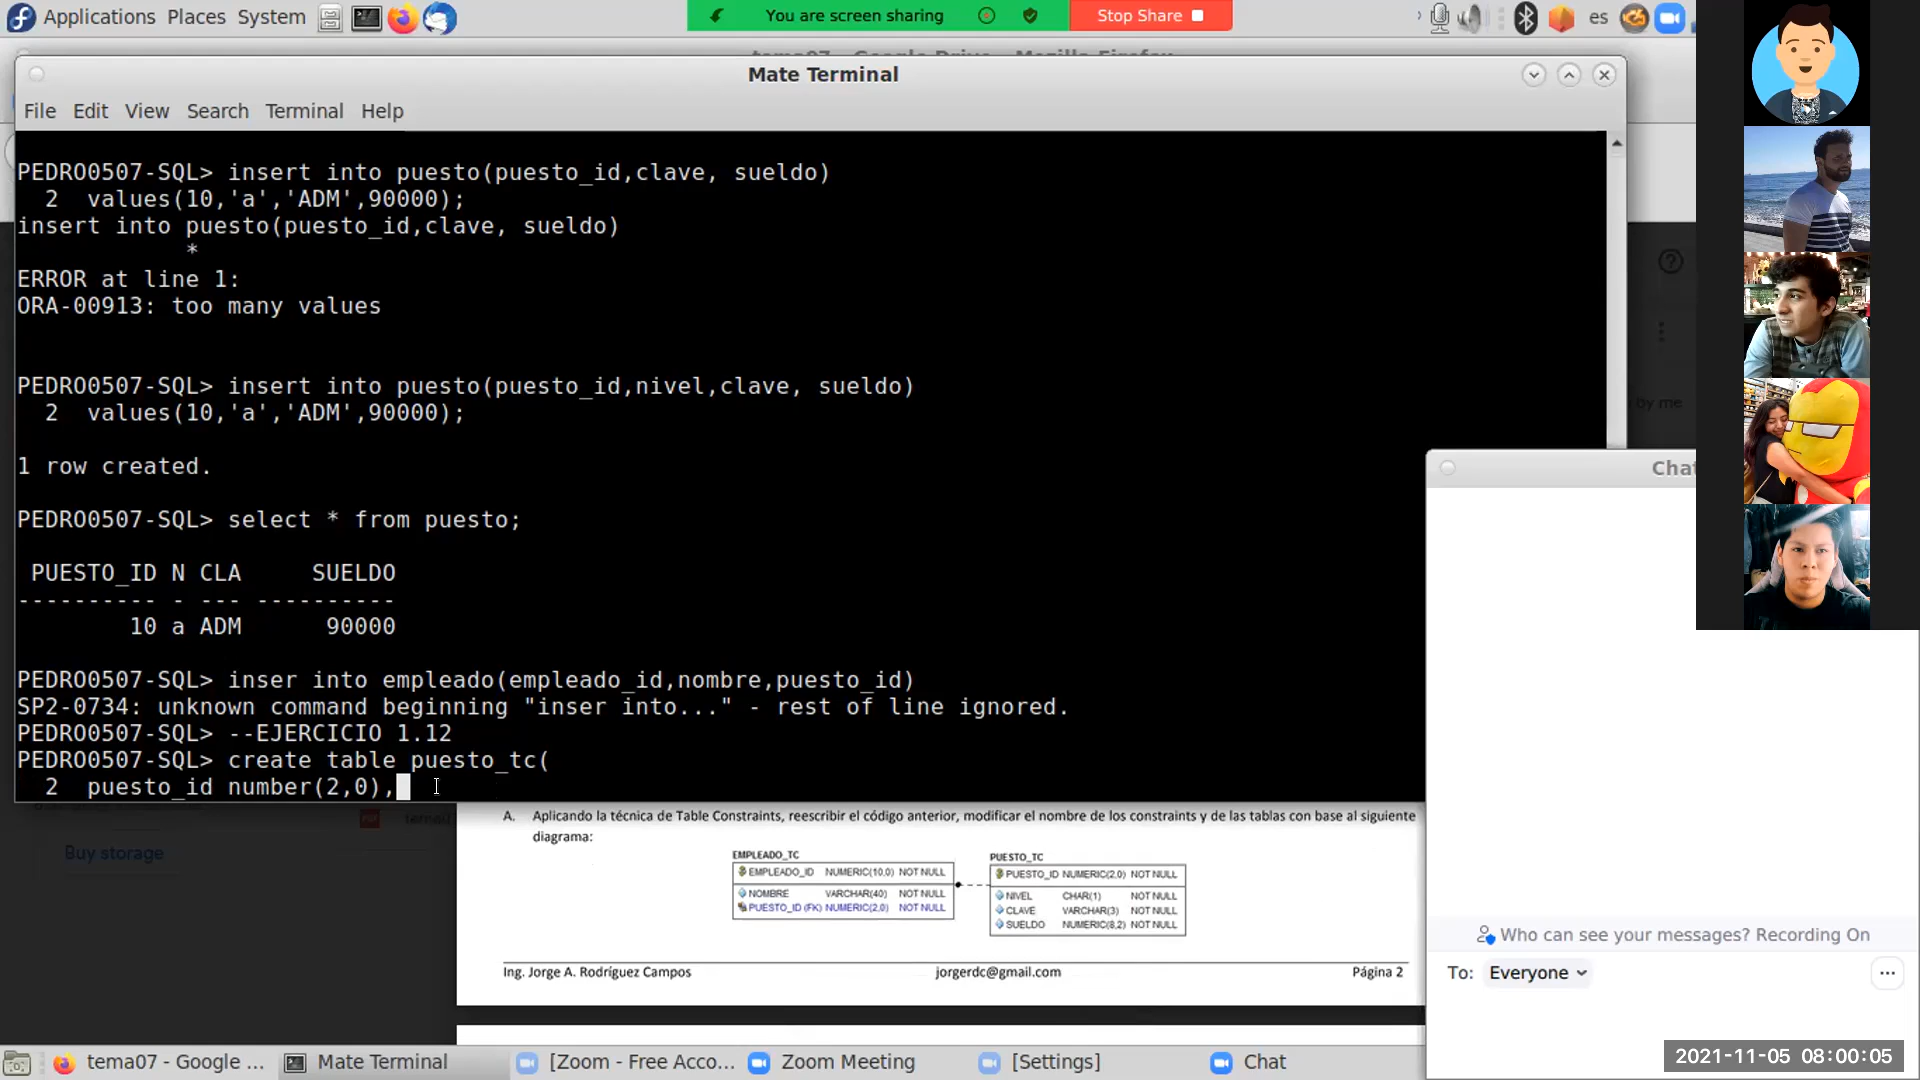 Applications Places System
You are screen sharing
Stop Share
es
Mate Terminal
File Edit View Search Terminal Help
PEDRO0507-SQL> insert into puesto(puesto_id,clave, sueldo)
2 values(10,'a','ADM',90000);
insert into puesto(puesto_id,clave, sueldo)
*
ERROR at line 1:
ORA-00913: too many values
PEDRO0507-SQL> insert into puesto(puesto_id,nivel,clave, sueldo)
2 values(10,'a','ADM',90000);
1 row created.
PEDRO0507-SQL> select * from puesto;
PUESTO_ID N CLA SUELDO
---------- - --- ----------
10 a ADM 90000
PEDRO0507-SQL> inser into empleado(empleado_id,nombre,puesto_id)
SP2-0734: unknown command beginning "inser into..." - rest of line ignored.
PEDRO0507-SQL> --EJERCICIO 1.12
PEDRO0507-SQL> create table puesto_tc(
2 puesto_id number(2,0),
by me
Buy storage
A. Aplicando la técnica de Table Constraints, reescribir el código anterior, modificar el nombre de los constraints y de las tablas con base al siguiente
diagrama:
EMPLEADO_TC
EMPLEADO_ID NUMERIC(10,0) NOT NULL
NOMBRE VARCHAR(40) NOT NULL
PUESTO_ID (FK) NUMERIC(2,0) NOT NULL
PUESTO_TC
PUESTO_ID NUMERIC(2,0) NOT NULL
NIVEL CHAR(1) NOT NULL
CLAVE VARCHAR(3) NOT NULL
SUELDO NUMERIC(8,2) NOT NULL
Ing. Jorge A. Rodríguez Campos jorgerdc@gmail.com Página 2
Chat
Who can see your messages? Recording On
To: Everyone
tema07 - Google ... Mate Terminal [Zoom - Free Acco... Zoom Meeting [Settings] Chat
2021-11-05 08:00:05